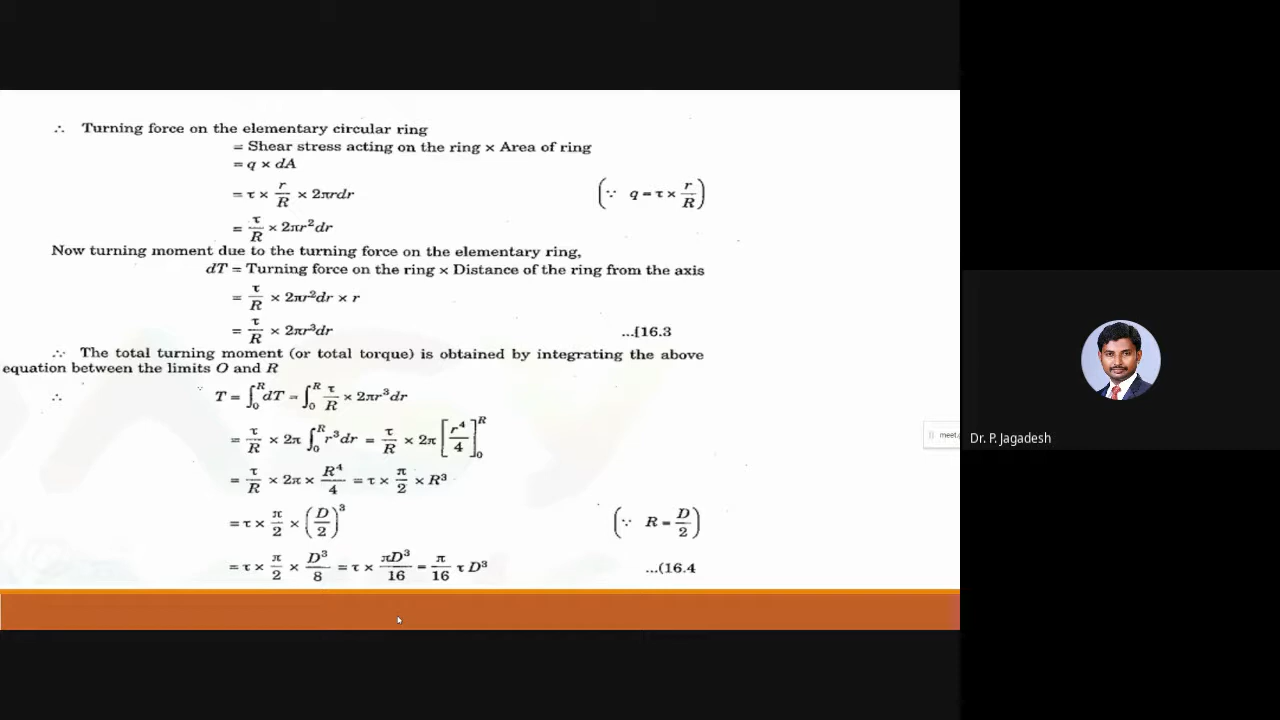 ∴ Turning force on the elementary circular ring
= Shear stress acting on the ring × Area of ring
= q × dA
= τ × r/R × 2πrdr (∵ q = τ × r/R)
= τ/R × 2πr²dr
Now turning moment due to the turning force on the elementary ring,
dT = Turning force on the ring × Distance of the ring from the axis
= τ/R × 2πr²dr × r
= τ/R × 2πr³dr ...[16.3
∴ The total turning moment (or total torque) is obtained by integrating the above
equation between the limits O and R
∴ T = ∫₀ᴿ dT = ∫₀ᴿ τ/R × 2πr³dr
= τ/R × 2π ∫₀ᴿ r³dr = τ/R × 2π [r⁴/4]₀ᴿ
= τ/R × 2π × R⁴/4 = τ × π/2 × R³
= τ × π/2 × (D/2)³ (∵ R = D/2)
= τ × π/2 × D³/8 = τ × πD³/16 = π/16 τ D³ ...(16.4
meet.
Dr. P. Jagadesh